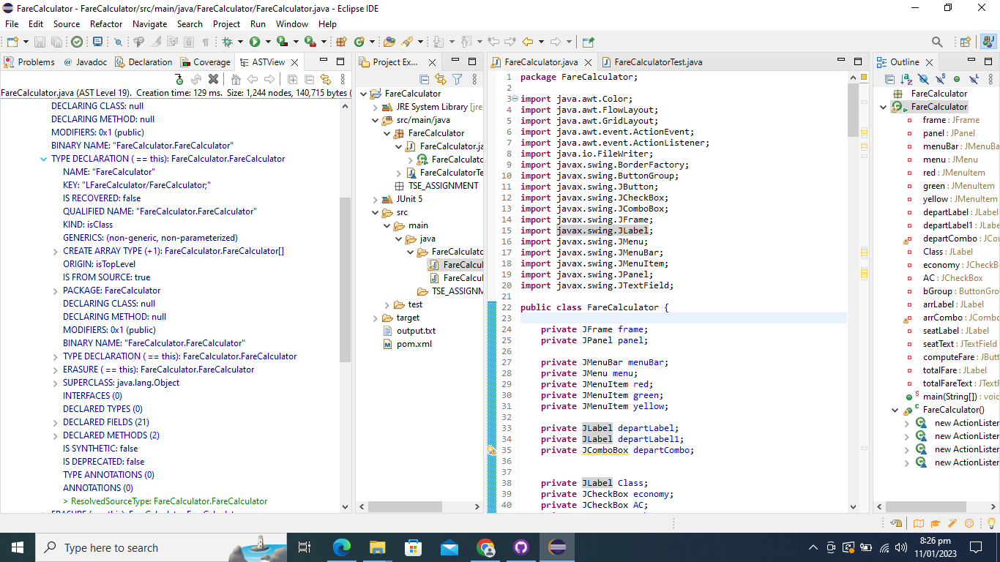 FareCalculator - FareCalculator/src/main/java/FareCalculator/FareCalculator.java - Eclipse IDE
File Edit Source Refactor Navigate Search Project Run Window Help
Problems Javadoc Declaration Coverage ASTView
FareCalculator.java (AST Level 19). Creation time: 129 ms. Size: 1,244 nodes, 140,715 bytes (
DECLARING CLASS: null
DECLARING METHOD: null
MODIFIERS: 0x1 (public)
BINARY NAME: "FareCalculator.FareCalculator"
TYPE DECLARATION ( == this): FareCalculator.FareCalculator
NAME: "FareCalculator"
KEY: "LFareCalculator/FareCalculator;"
IS RECOVERED: false
QUALIFIED NAME: "FareCalculator.FareCalculator"
KIND: isClass
GENERICS: (non-generic, non-parameterized)
CREATE ARRAY TYPE (+1): FareCalculator.FareCalculator[]
ORIGIN: isTopLevel
IS FROM SOURCE: true
PACKAGE: FareCalculator
DECLARING CLASS: null
DECLARING METHOD: null
MODIFIERS: 0x1 (public)
BINARY NAME: "FareCalculator.FareCalculator"
TYPE DECLARATION ( == this): FareCalculator.FareCalculator
ERASURE ( == this): FareCalculator.FareCalculator
SUPERCLASS: java.lang.Object
INTERFACES (0)
DECLARED TYPES (0)
DECLARED FIELDS (21)
DECLARED METHODS (2)
IS SYNTHETIC: false
IS DEPRECATED: false
TYPE ANNOTATIONS (0)
ANNOTATIONS (0)
> ResolvedSourceType: FareCalculator.FareCalculator
Project Ex...
FareCalculator
JRE System Library [jre
src/main/java
FareCalculator
FareCalculator.ja
FareCalculato
FareCalculatorTe
TSE_ASSIGNMENT
JUnit 5
src
main
java
FareCalculato
FareCalcul
FareCalcul
TSE_ASSIGNM
test
target
output.txt
pom.xml
FareCalculator.java FareCalculatorTest.java
1 package FareCalculator;
2
3 import java.awt.Color;
4 import java.awt.FlowLayout;
5 import java.awt.GridLayout;
6 import java.awt.event.ActionEvent;
7 import java.awt.event.ActionListener;
8 import java.io.FileWriter;
9 import javax.swing.BorderFactory;
10 import javax.swing.ButtonGroup;
11 import javax.swing.JButton;
12 import javax.swing.JCheckBox;
13 import javax.swing.JComboBox;
14 import javax.swing.JFrame;
15 import javax.swing.JLabel;
16 import javax.swing.JMenu;
17 import javax.swing.JMenuBar;
18 import javax.swing.JMenuItem;
19 import javax.swing.JPanel;
20 import javax.swing.JTextField;
21
22 public class FareCalculator {
23
24 private JFrame frame;
25 private JPanel panel;
26
27 private JMenuBar menuBar;
28 private JMenu menu;
29 private JMenuItem red;
30 private JMenuItem green;
31 private JMenuItem yellow;
32
33 private JLabel departLabel;
34 private JLabel departLabel1;
35 private JComboBox departCombo;
36
37
38 private JLabel Class;
39 private JCheckBox economy;
40 private JCheckBox AC;
Outline
FareCalculator
FareCalculator
frame : JFrame
panel : JPanel
menuBar : JMenuBa
menu : JMenu
red : JMenuItem
green : JMenuItem
yellow : JMenuItem
departLabel : JLabel
departLabel1 : JLabe
departCombo : JCor
Class : JLabel
economy : JCheckB
AC : JCheckBox
bGroup : ButtonGro
arrLabel : JLabel
arrCombo : JCombo
seatLabel : JLabel
seatText : JTextField
computeFare : JButt
totalFare : JLabel
totalFareText : JTextF
main(String[]) : void
FareCalculator()
new ActionListen
new ActionListen
new ActionListen
new ActionListen
Type here to search
8:26 pm
11/01/2023